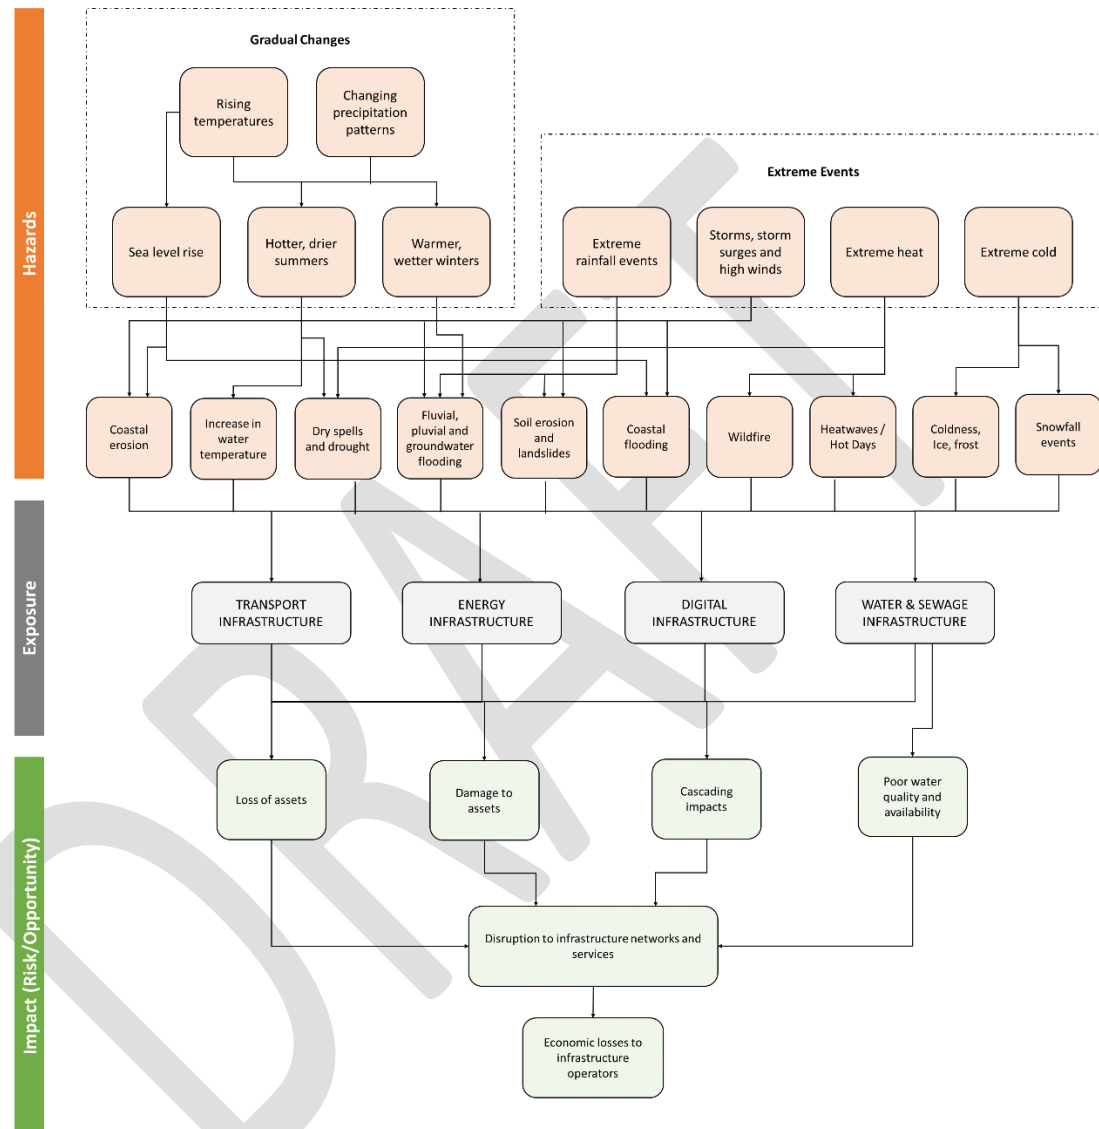 Hazards
Gradual Changes
Rising
temperatures
Changing
precipitation
patterns
Extreme Events
Sea level rise
Hotter, drier
summers
Warmer,
wetter winters
Extreme
rainfall events
Storms, storm
surges and
high winds
Extreme heat
Extreme cold
Coastal
erosion
Increase in
water
temperature
Dry spells
and drought
Fluvial,
pluvial and
groundwater
flooding
Soil erosion
and
landslides
Coastal
flooding
Wildfire
Heatwaves /
Hot Days
Coldness,
Ice, frost
Snowfall
events
Exposure
TRANSPORT
INFRASTRUCTURE
ENERGY
INFRASTRUCTURE
DIGITAL
INFRASTRUCTURE
WATER & SEWAGE
INFRASTRUCTURE
Impact (Risk/Opportunity)
Loss of assets
Damage to
assets
Cascading
impacts
Poor water
quality and
availability
Disruption to infrastructure networks and
services
Economic losses to
infrastructure
operators
DRAFT